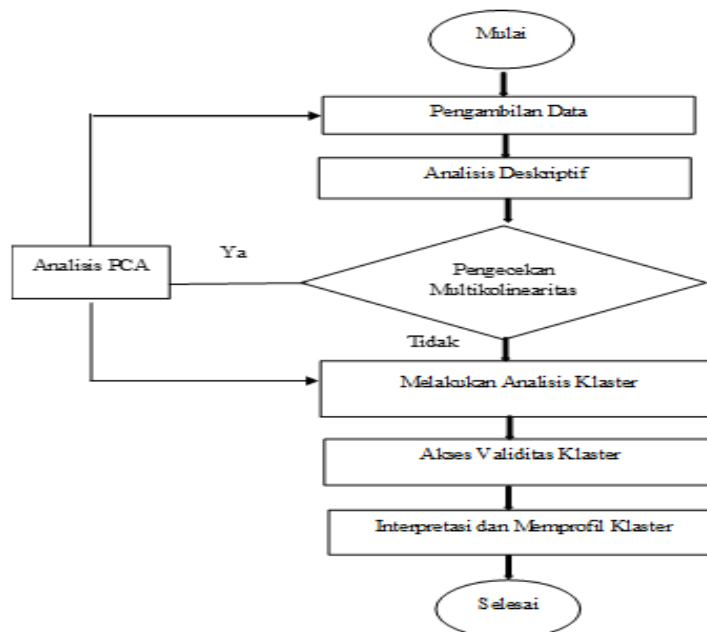 Mulai
Pengambilan Data
Analisis Deskriptif
Analisis PCA
Ya
Pengecekan
Multikolinearitas
Tidak
Melakukan Analisis Klaster
Akses Validitas Klaster
Interpretasi dan Memprofil Klaster
Selesai